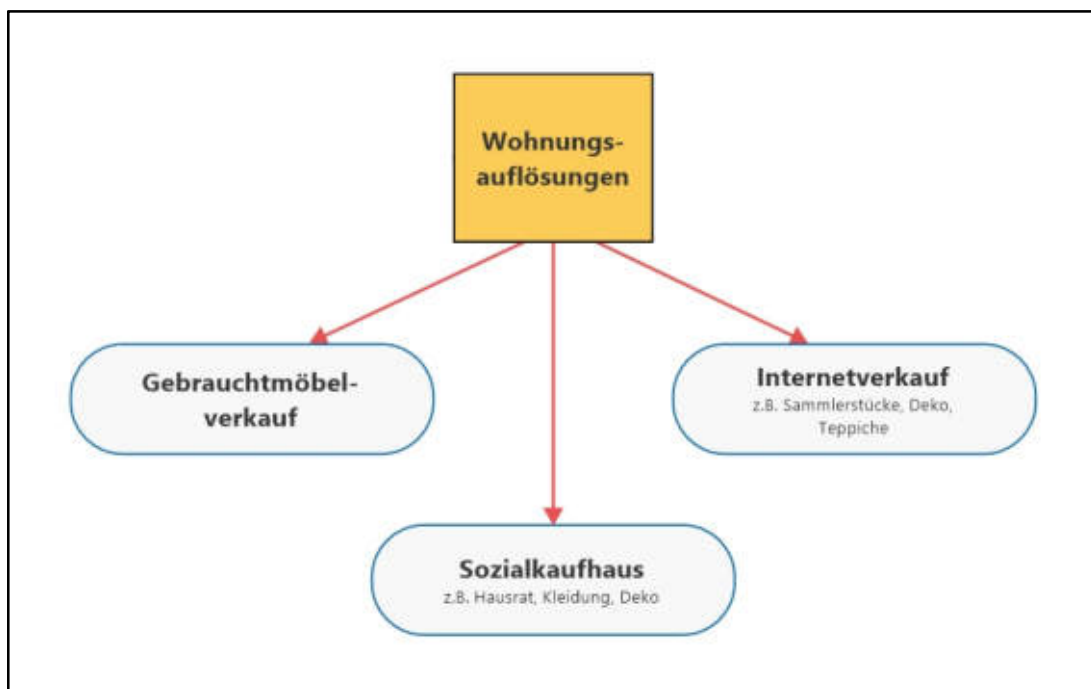 Wohnungs-
auflösungen
Gebrauchtmöbel-
verkauf
Internetverkauf
z.B. Sammlerstücke, Deko,
Teppiche
Sozialkaufhaus
z.B. Hausrat, Kleidung, Deko